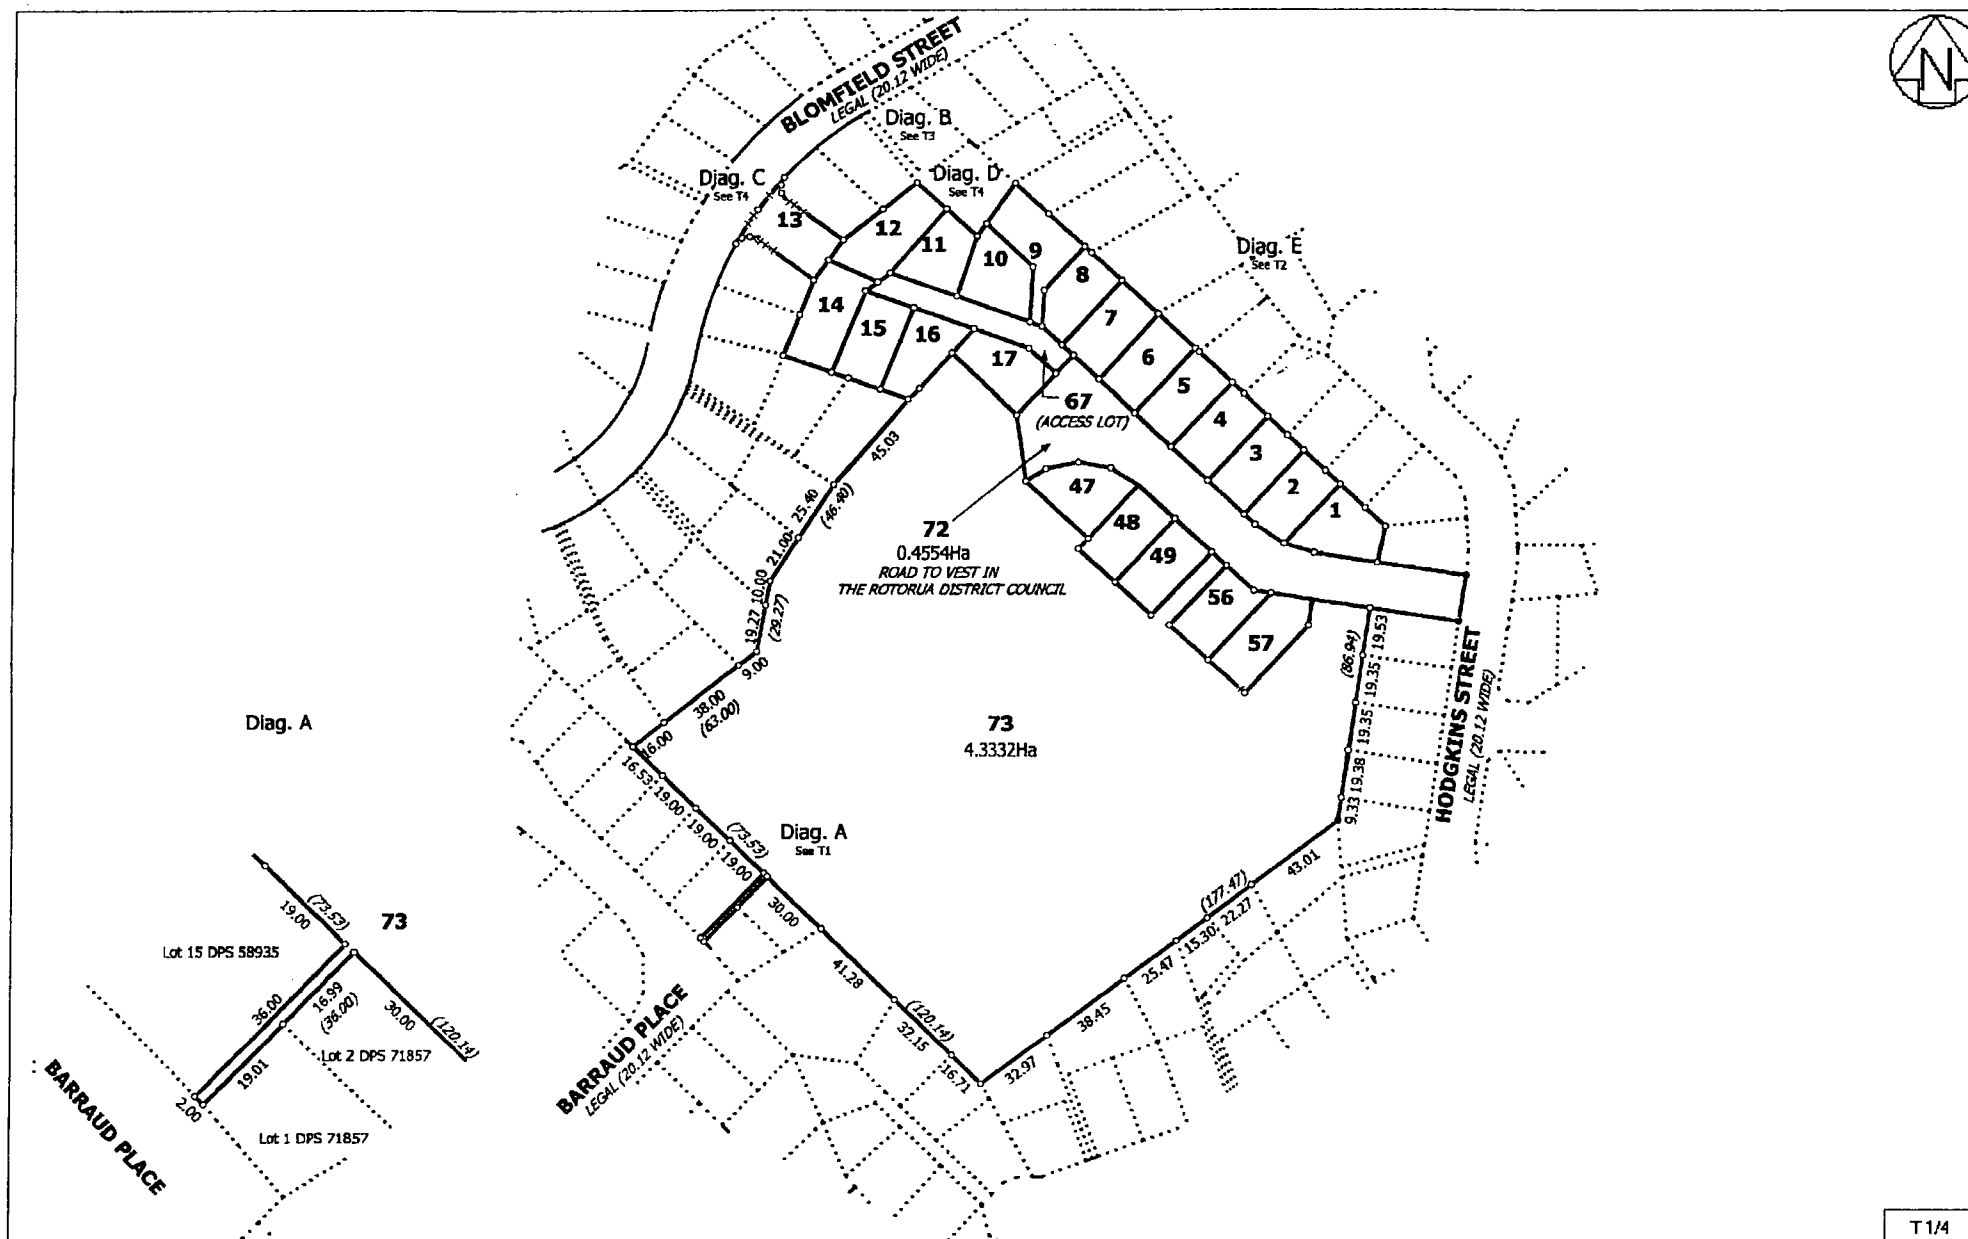 N
BLOMFIELD STREET
LEGAL (20.12 WIDE)
Diag. B
See T3
Diag. C
See T4
Diag. D
See T4
Diag. E
See T2
13
12
11
10
9
8
7
6
5
4
3
2
1
14
15
16
17
67
(ACCESS LOT)
47
48
49
56
57
72
0.4554Ha
ROAD TO VEST IN
THE ROTORUA DISTRICT COUNCIL
45.03
25.40
(46.40)
21.00
10.00
19.27
(29.27)
9.00
38.00
(63.00)
16.00
16.53
19.00
19.00
(73.53)
19.00
73
4.3332Ha
(86.94)
19.53
19.35
19.35
19.38
9.33
HODGKINS STREET
LEGAL (20.12 WIDE)
43.01
(177.47)
22.27
15.30
25.47
38.45
32.97
Diag. A
See T1
30.00
41.28
(120.14)
32.15
16.71
BARRAUD PLACE
LEGAL (20.12 WIDE)
Diag. A
(73.53)
19.00
73
Lot 15 DPS 58935
36.00
16.99
(36.00)
30.00
(120.14)
Lot 2 DPS 71857
19.01
2.00
Lot 1 DPS 71857
BARRAUD PLACE
T 1/4